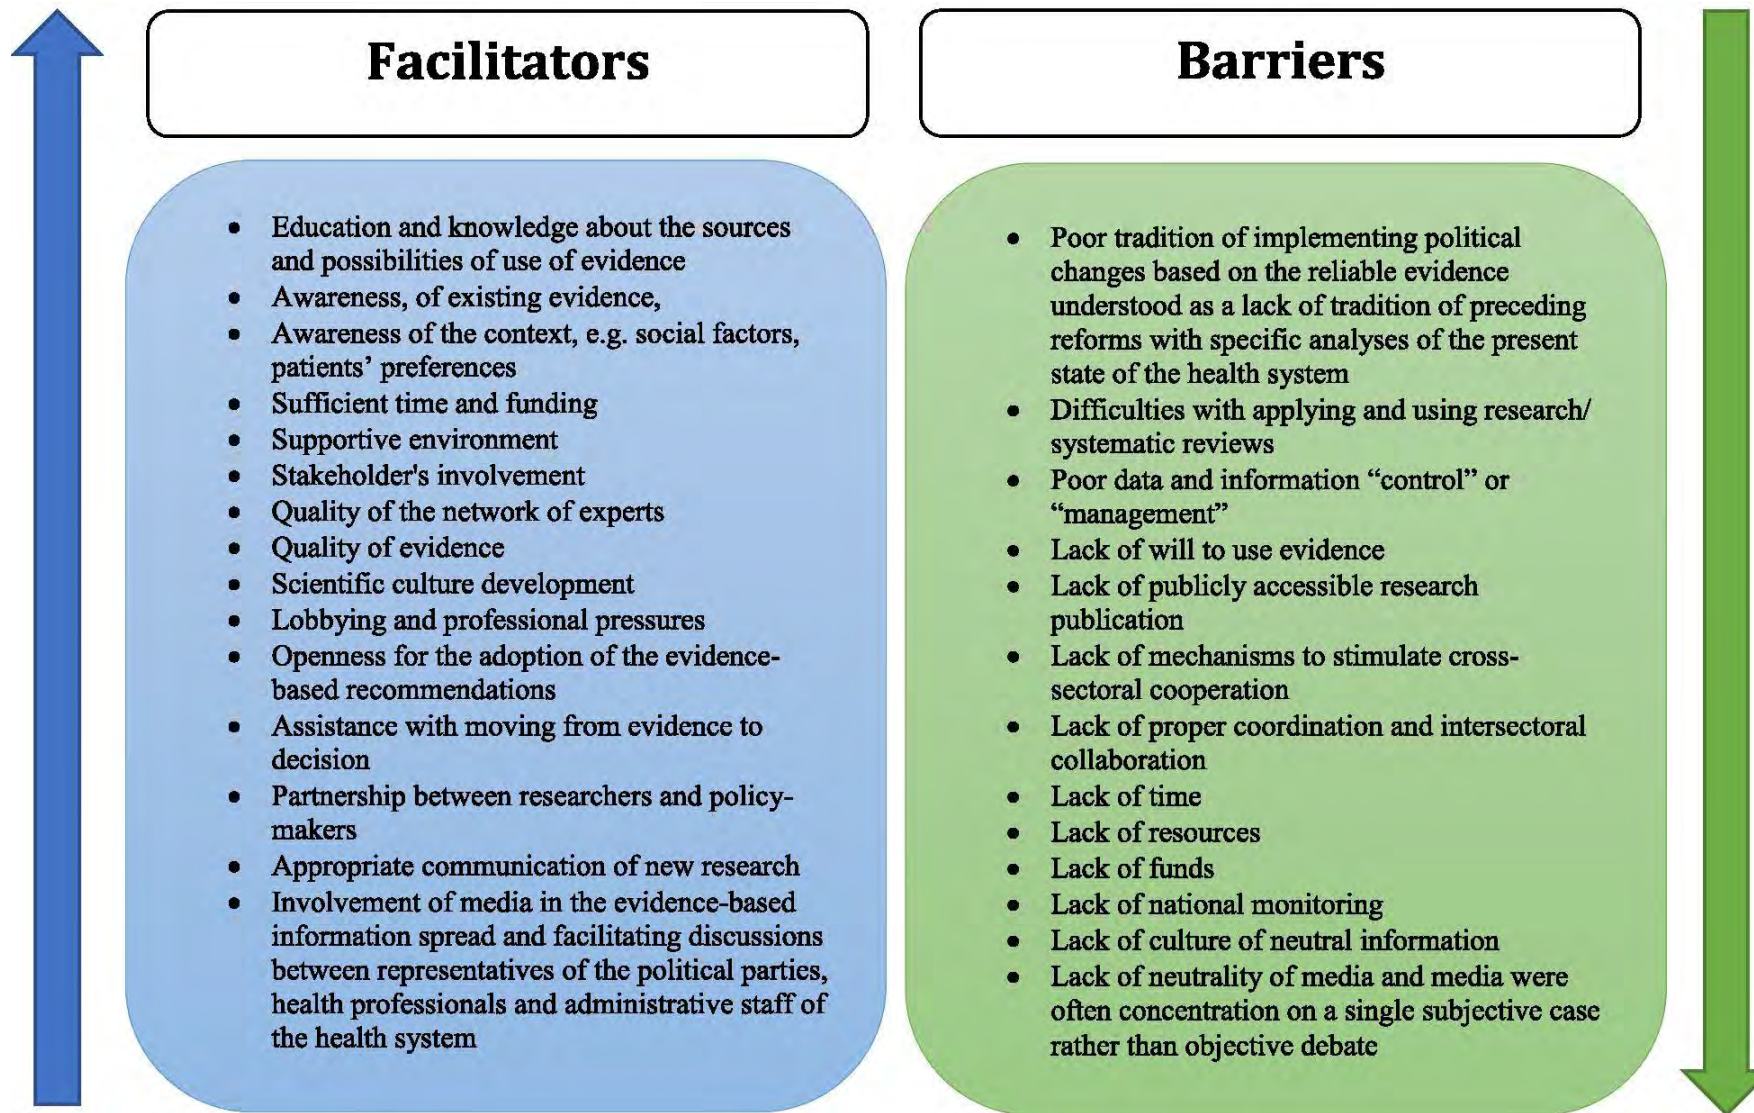 Facilitators
• Education and knowledge about the sources
and possibilities of use of evidence
• Awareness, of existing evidence,
• Awareness of the context, e.g. social factors,
patients’ preferences
• Sufficient time and funding
• Supportive environment
• Stakeholder's involvement
• Quality of the network of experts
• Quality of evidence
• Scientific culture development
• Lobbying and professional pressures
• Openness for the adoption of the evidence-
based recommendations
• Assistance with moving from evidence to
decision
• Partnership between researchers and policy-
makers
• Appropriate communication of new research
• Involvement of media in the evidence-based
information spread and facilitating discussions
between representatives of the political parties,
health professionals and administrative staff of
the health system
Barriers
• Poor tradition of implementing political
changes based on the reliable evidence
understood as a lack of tradition of preceding
reforms with specific analyses of the present
state of the health system
• Difficulties with applying and using research/
systematic reviews
• Poor data and information “control” or
“management”
• Lack of will to use evidence
• Lack of publicly accessible research
publication
• Lack of mechanisms to stimulate cross-
sectoral cooperation
• Lack of proper coordination and intersectoral
collaboration
• Lack of time
• Lack of resources
• Lack of funds
• Lack of national monitoring
• Lack of culture of neutral information
• Lack of neutrality of media and media were
often concentration on a single subjective case
rather than objective debate